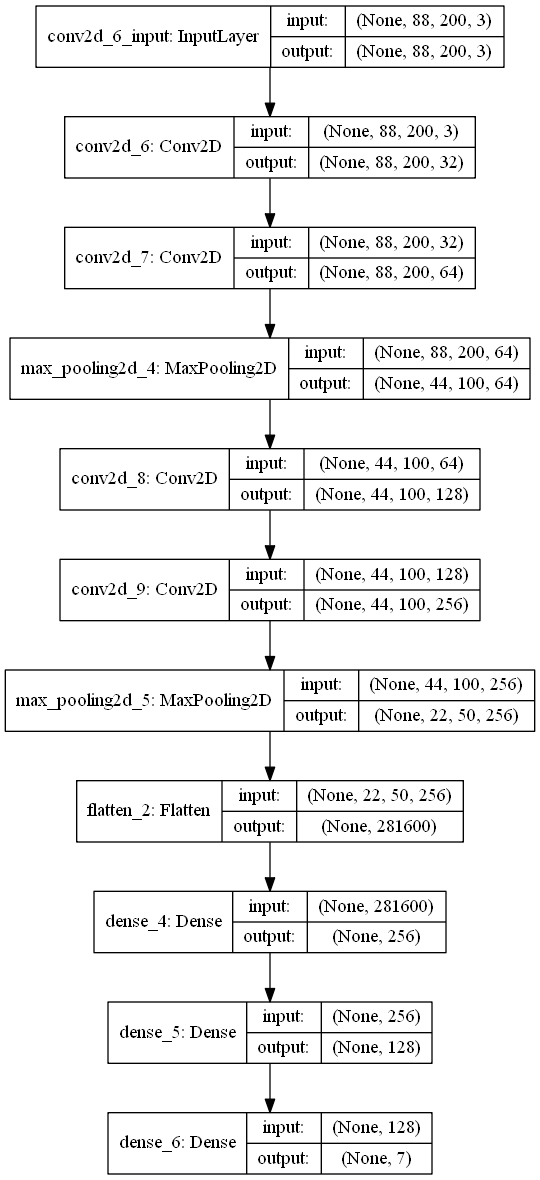 conv2d_6_input: InputLayer input: (None, 88, 200, 3)
output: (None, 88, 200, 3)
conv2d_6: Conv2D input: (None, 88, 200, 3)
output: (None, 88, 200, 32)
conv2d_7: Conv2D input: (None, 88, 200, 32)
output: (None, 88, 200, 64)
max_pooling2d_4: MaxPooling2D input: (None, 88, 200, 64)
output: (None, 44, 100, 64)
conv2d_8: Conv2D input: (None, 44, 100, 64)
output: (None, 44, 100, 128)
conv2d_9: Conv2D input: (None, 44, 100, 128)
output: (None, 44, 100, 256)
max_pooling2d_5: MaxPooling2D input: (None, 44, 100, 256)
output: (None, 22, 50, 256)
flatten_2: Flatten input: (None, 22, 50, 256)
output: (None, 281600)
dense_4: Dense input: (None, 281600)
output: (None, 256)
dense_5: Dense input: (None, 256)
output: (None, 128)
dense_6: Dense input: (None, 128)
output: (None, 7)